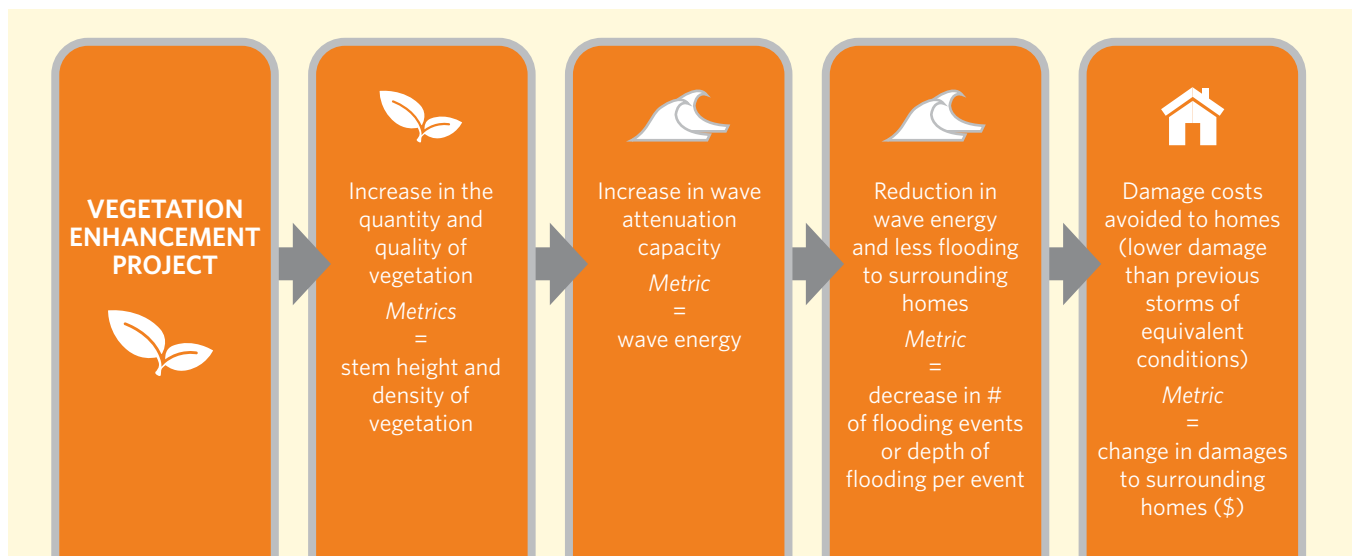 VEGETATION
ENHANCEMENT
PROJECT
Increase in the
quantity and
quality of
vegetation
Metrics
=
stem height and
density of
vegetation
Increase in wave
attenuation
capacity
Metric
=
wave energy
Reduction in
wave energy
and less flooding
to surrounding
homes
Metric
=
decrease in #
of flooding events
or depth of
flooding per event
Damage costs
avoided to homes
(lower damage
than previous
storms of
equivalent
conditions)
Metric
=
change in damages
to surrounding
homes ($)